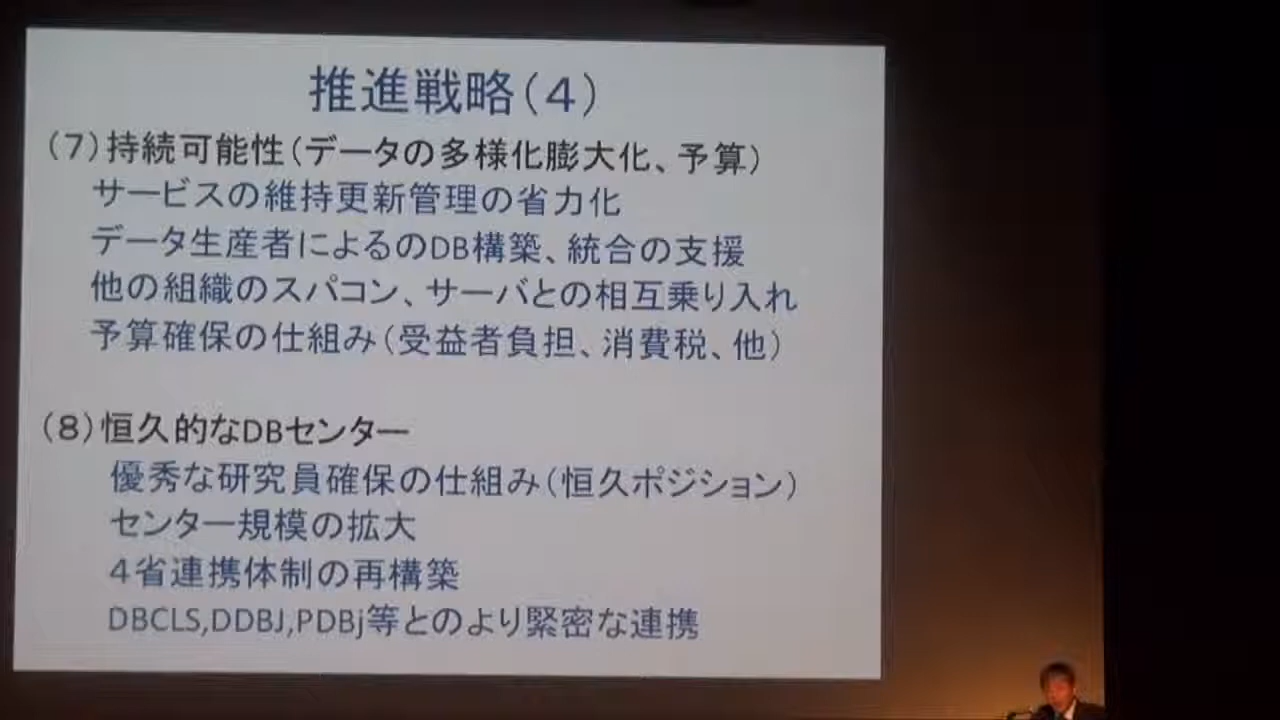 推進戦略(４)
(７)持続可能性(データの多様化膨大化、予算)
サービスの維持更新管理の省力化
データ生産者によるのDB構築、統合の支援
他の組織のスパコン、サーバとの相互乗り入れ
予算確保の仕組み(受益者負担、消費税、他)
(８)恒久的なDBセンター
優秀な研究員確保の仕組み(恒久ポジション)
センター規模の拡大
４省連携体制の再構築
DBCLS,DDBJ,PDBj等とのより緊密な連携